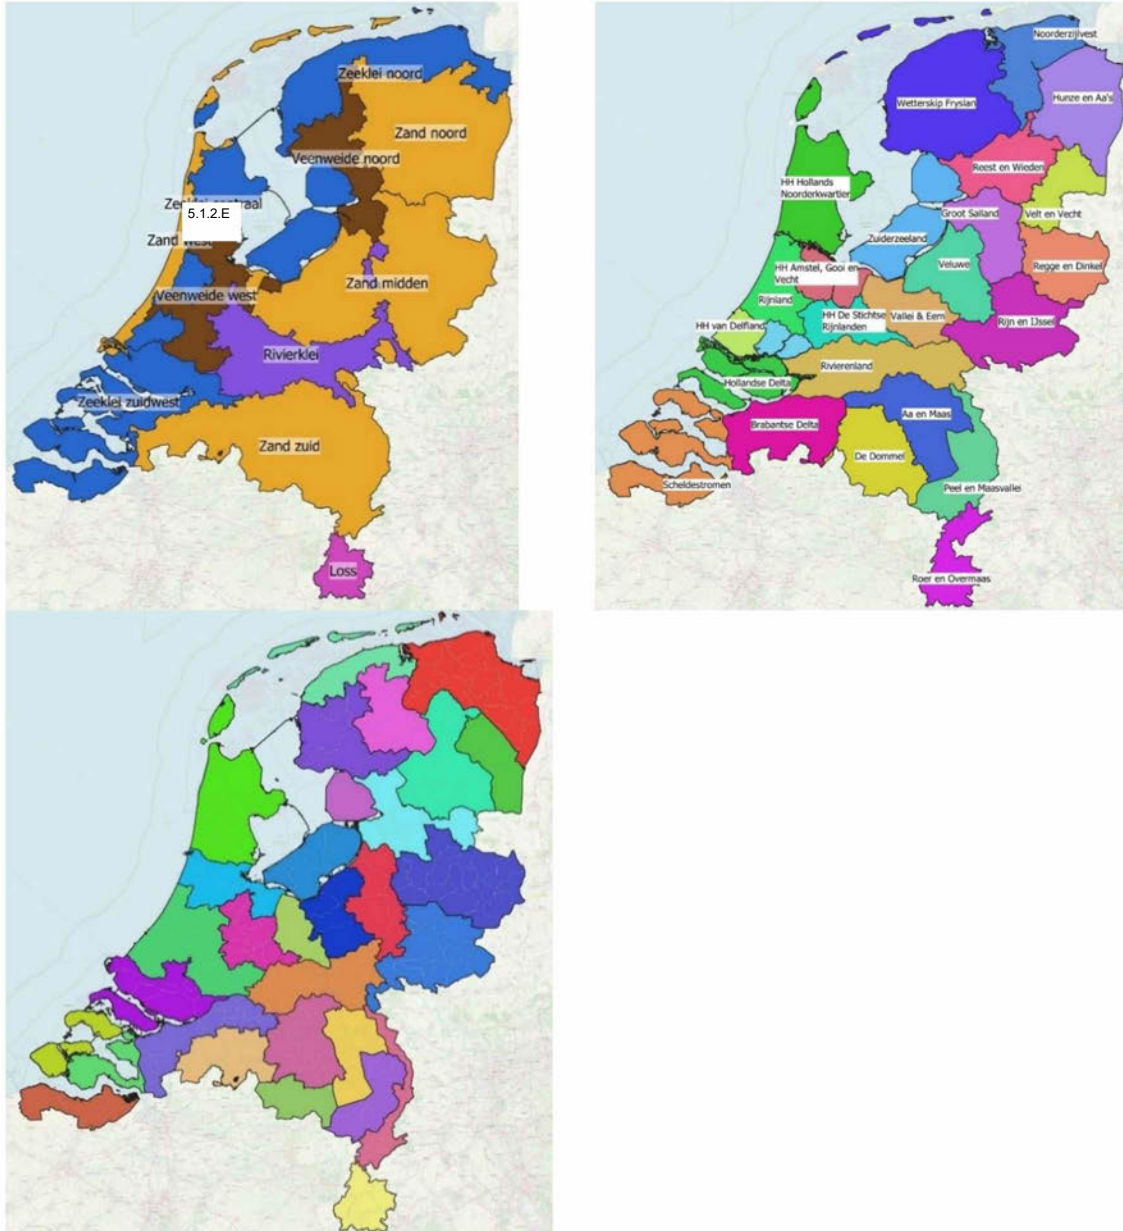 Zeeklei noord
Zand noord
Veenweide noord
5.1.2.E
Zand west
Zand midden
Veenweide west
Rivierklei
Zeeklei zuidwest
Zand zuid
Loss
Noorderzijlvest
Wetterskip Fryslan
Hunze en Aa's
Reest en Wieden
HH Hollands
Noorderkwartier
Groot Salland
Velt en Vecht
Zuiderzeeland
Veluwe
Regge en Dinkel
HH Amstel, Gooi en
Vecht
Rijnland
HH De Stichtse
Rijnlanden
Vallei & Eem
Rijn en IJssel
HH van Delfland
Rivierenland
Hollandse Delta
Aa en Maas
Brabantse Delta
De Dommel
Scheldestromen
Peel en Maasvallei
Roer en Overmaas